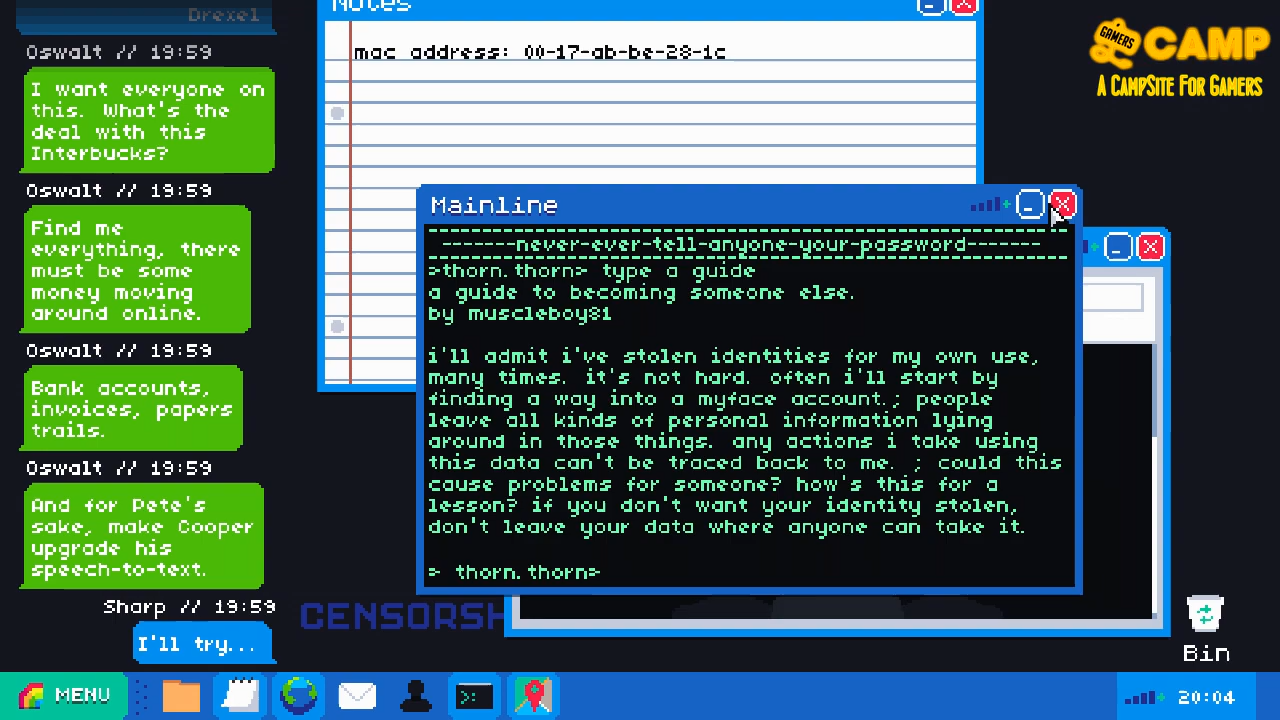 Drexel
Oswalt // 19:59
I want everyone on
this. What's the
deal with this
Interbucks?
Oswalt // 19:59
Find me
everything, there
must be some
money moving
around online.
Oswalt // 19:59
Bank accounts,
invoices, papers
trails.
Oswalt // 19:59
And for Pete's
sake, make Cooper
upgrade his
speech-to-text.
Sharp // 19:59
I'll try...
Notes
mac address: 00-17-ab-be-28-1c
GAMERS
CAMP
A CAMPSITE FOR GAMERS
Mainline
-------never-ever-tell-anyone-your-password-------
>thorn.thorn> type a guide
a guide to becoming someone else.
by muscleboy81
i'll admit i've stolen identities for my own use,
many times. it's not hard. often i'll start by
finding a way into a myface account.; people
leave all kinds of personal information lying
around in those things. any actions i take using
this data can't be traced back to me. ; could this
cause problems for someone? how's this for a
lesson? if you don't want your identity stolen,
don't leave your data where anyone can take it.
> thorn.thorn>
CENSORSH
Bin
MENU
20:04